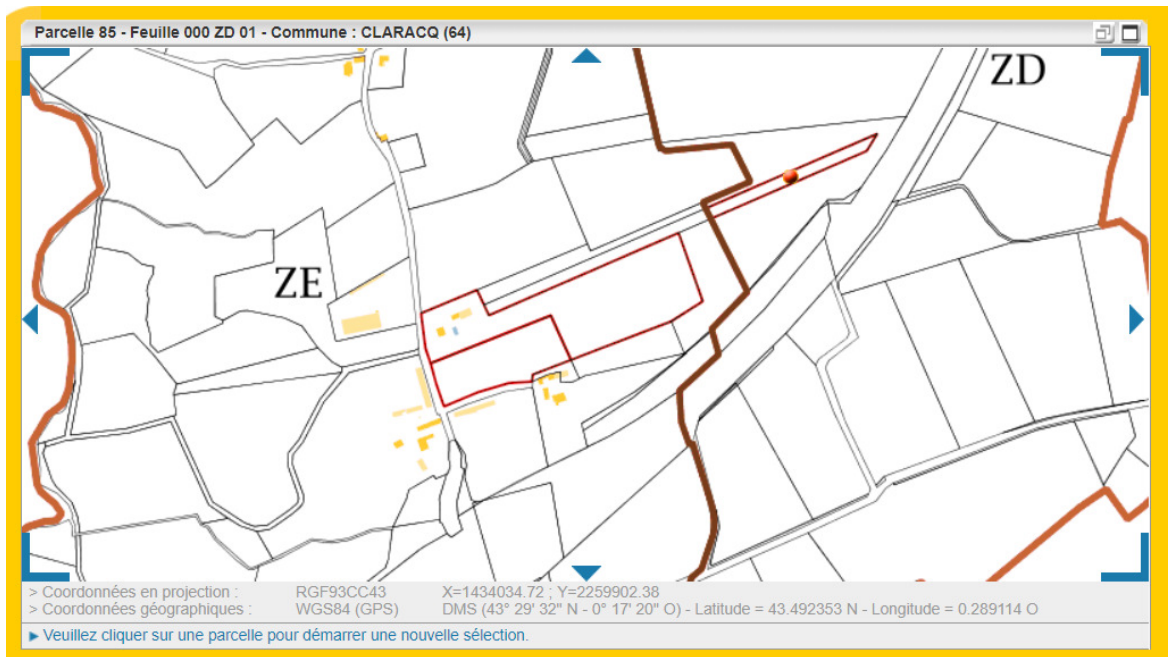 Parcelle 85 - Feuille 000 ZD 01 - Commune : CLARACQ (64)
ZD
ZE
> Coordonnées en projection : RGF93CC43 X=1434034.72 ; Y=2259902.38
> Coordonnées géographiques : WGS84 (GPS) DMS (43° 29' 32" N - 0° 17' 20" O) - Latitude = 43.492353 N - Longitude = 0.289114 O
Veuillez cliquer sur une parcelle pour démarrer une nouvelle sélection.